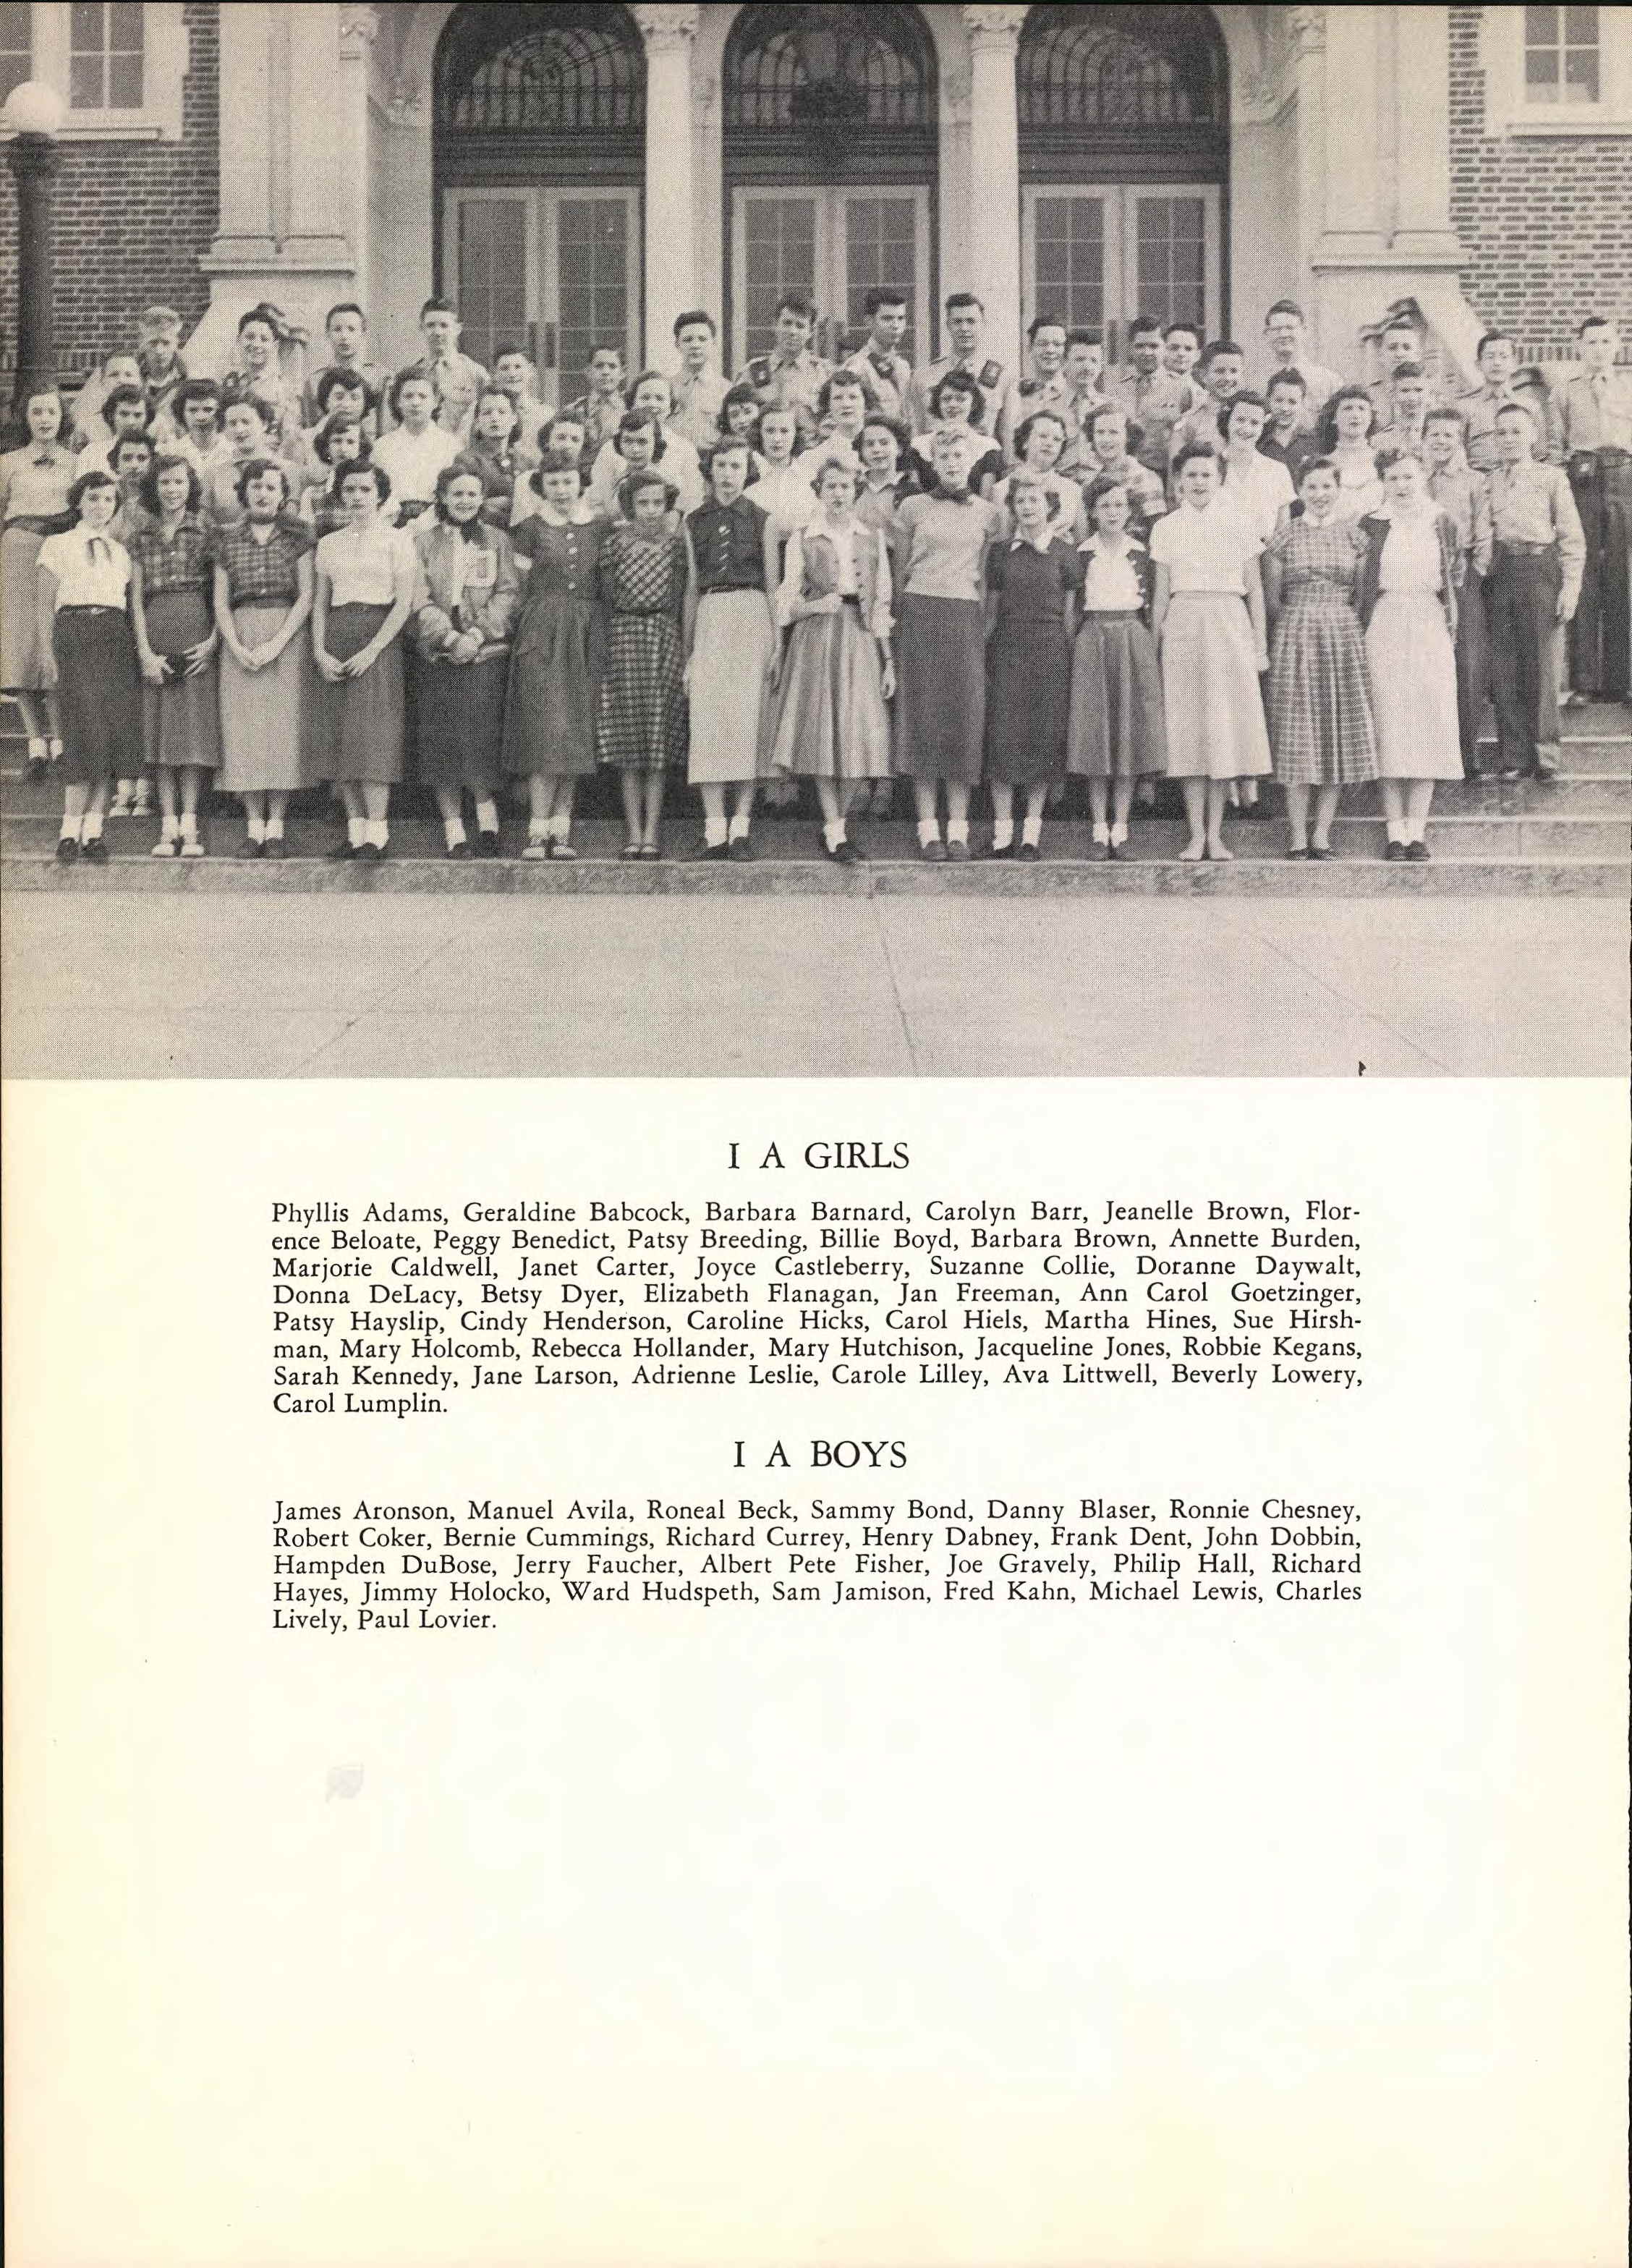 I A GIRLS
Phyllis Adams, Geraldine Babcock, Barbara Barnard, Carolyn Barr, Jeanelle Brown, Flor-
ence Beloate, Peggy Benedict, Patsy Breeding, Billie Boyd, Barbara Brown, Annette Burden,
Marjorie Caldwell, Janet Carter, Joyce Castleberry, Suzanne Collie, Doranne Daywalt,
Donna DeLacy, Betsy Dyer, Elizabeth Flanagan, Jan Freeman, Ann Carol Goetzinger,
Patsy Hayslip, Cindy Henderson, Caroline Hicks, Carol Hiels, Martha Hines, Sue Hirsh-
man, Mary Holcomb, Rebecca Hollander, Mary Hutchison, Jacqueline Jones, Robbie Kegans,
Sarah Kennedy, Jane Larson, Adrienne Leslie, Carole Lilley, Ava Littwell, Beverly Lowery,
Carol Lumplin.
I A BOYS
James Aronson, Manuel Avila, Roneal Beck, Sammy Bond, Danny Blaser, Ronnie Chesney,
Robert Coker, Bernie Cummings, Richard Currey, Henry Dabney, Frank Dent, John Dobbin,
Hampden DuBose, Jerry Faucher, Albert Pete Fisher, Joe Gravely, Philip Hall, Richard
Hayes, Jimmy Holocko, Ward Hudspeth, Sam Jamison, Fred Kahn, Michael Lewis, Charles
Lively, Paul Lovier.